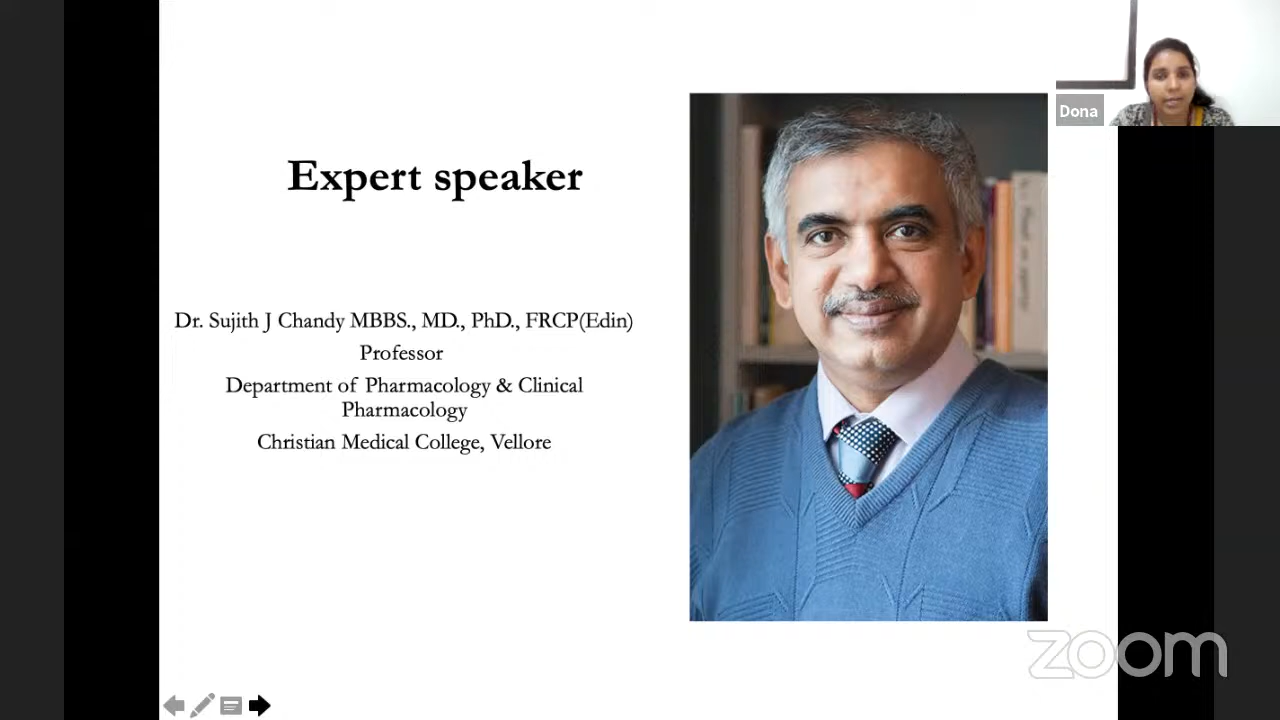 Expert speaker
Dr. Sujith J Chandy MBBS., MD., PhD., FRCP(Edin)
Professor
Department of Pharmacology & Clinical
Pharmacology
Christian Medical College, Vellore
Dona
zoom